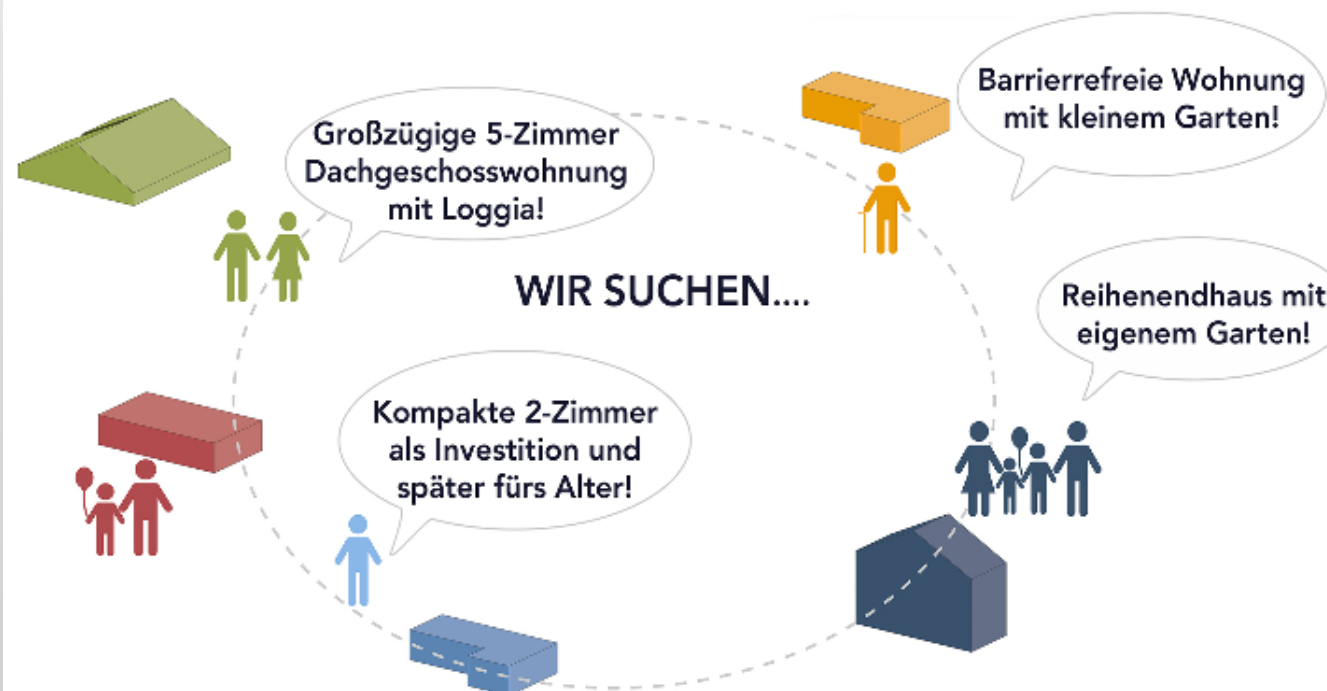 Barrierrefreie Wohnung
mit kleinem Garten!
Großzügige 5-Zimmer
Dachgeschosswohnung
mit Loggia!
WIR SUCHEN....
Reihenendhaus mit
eigenem Garten!
Kompakte 2-Zimmer
als Investition und
später fürs Alter!